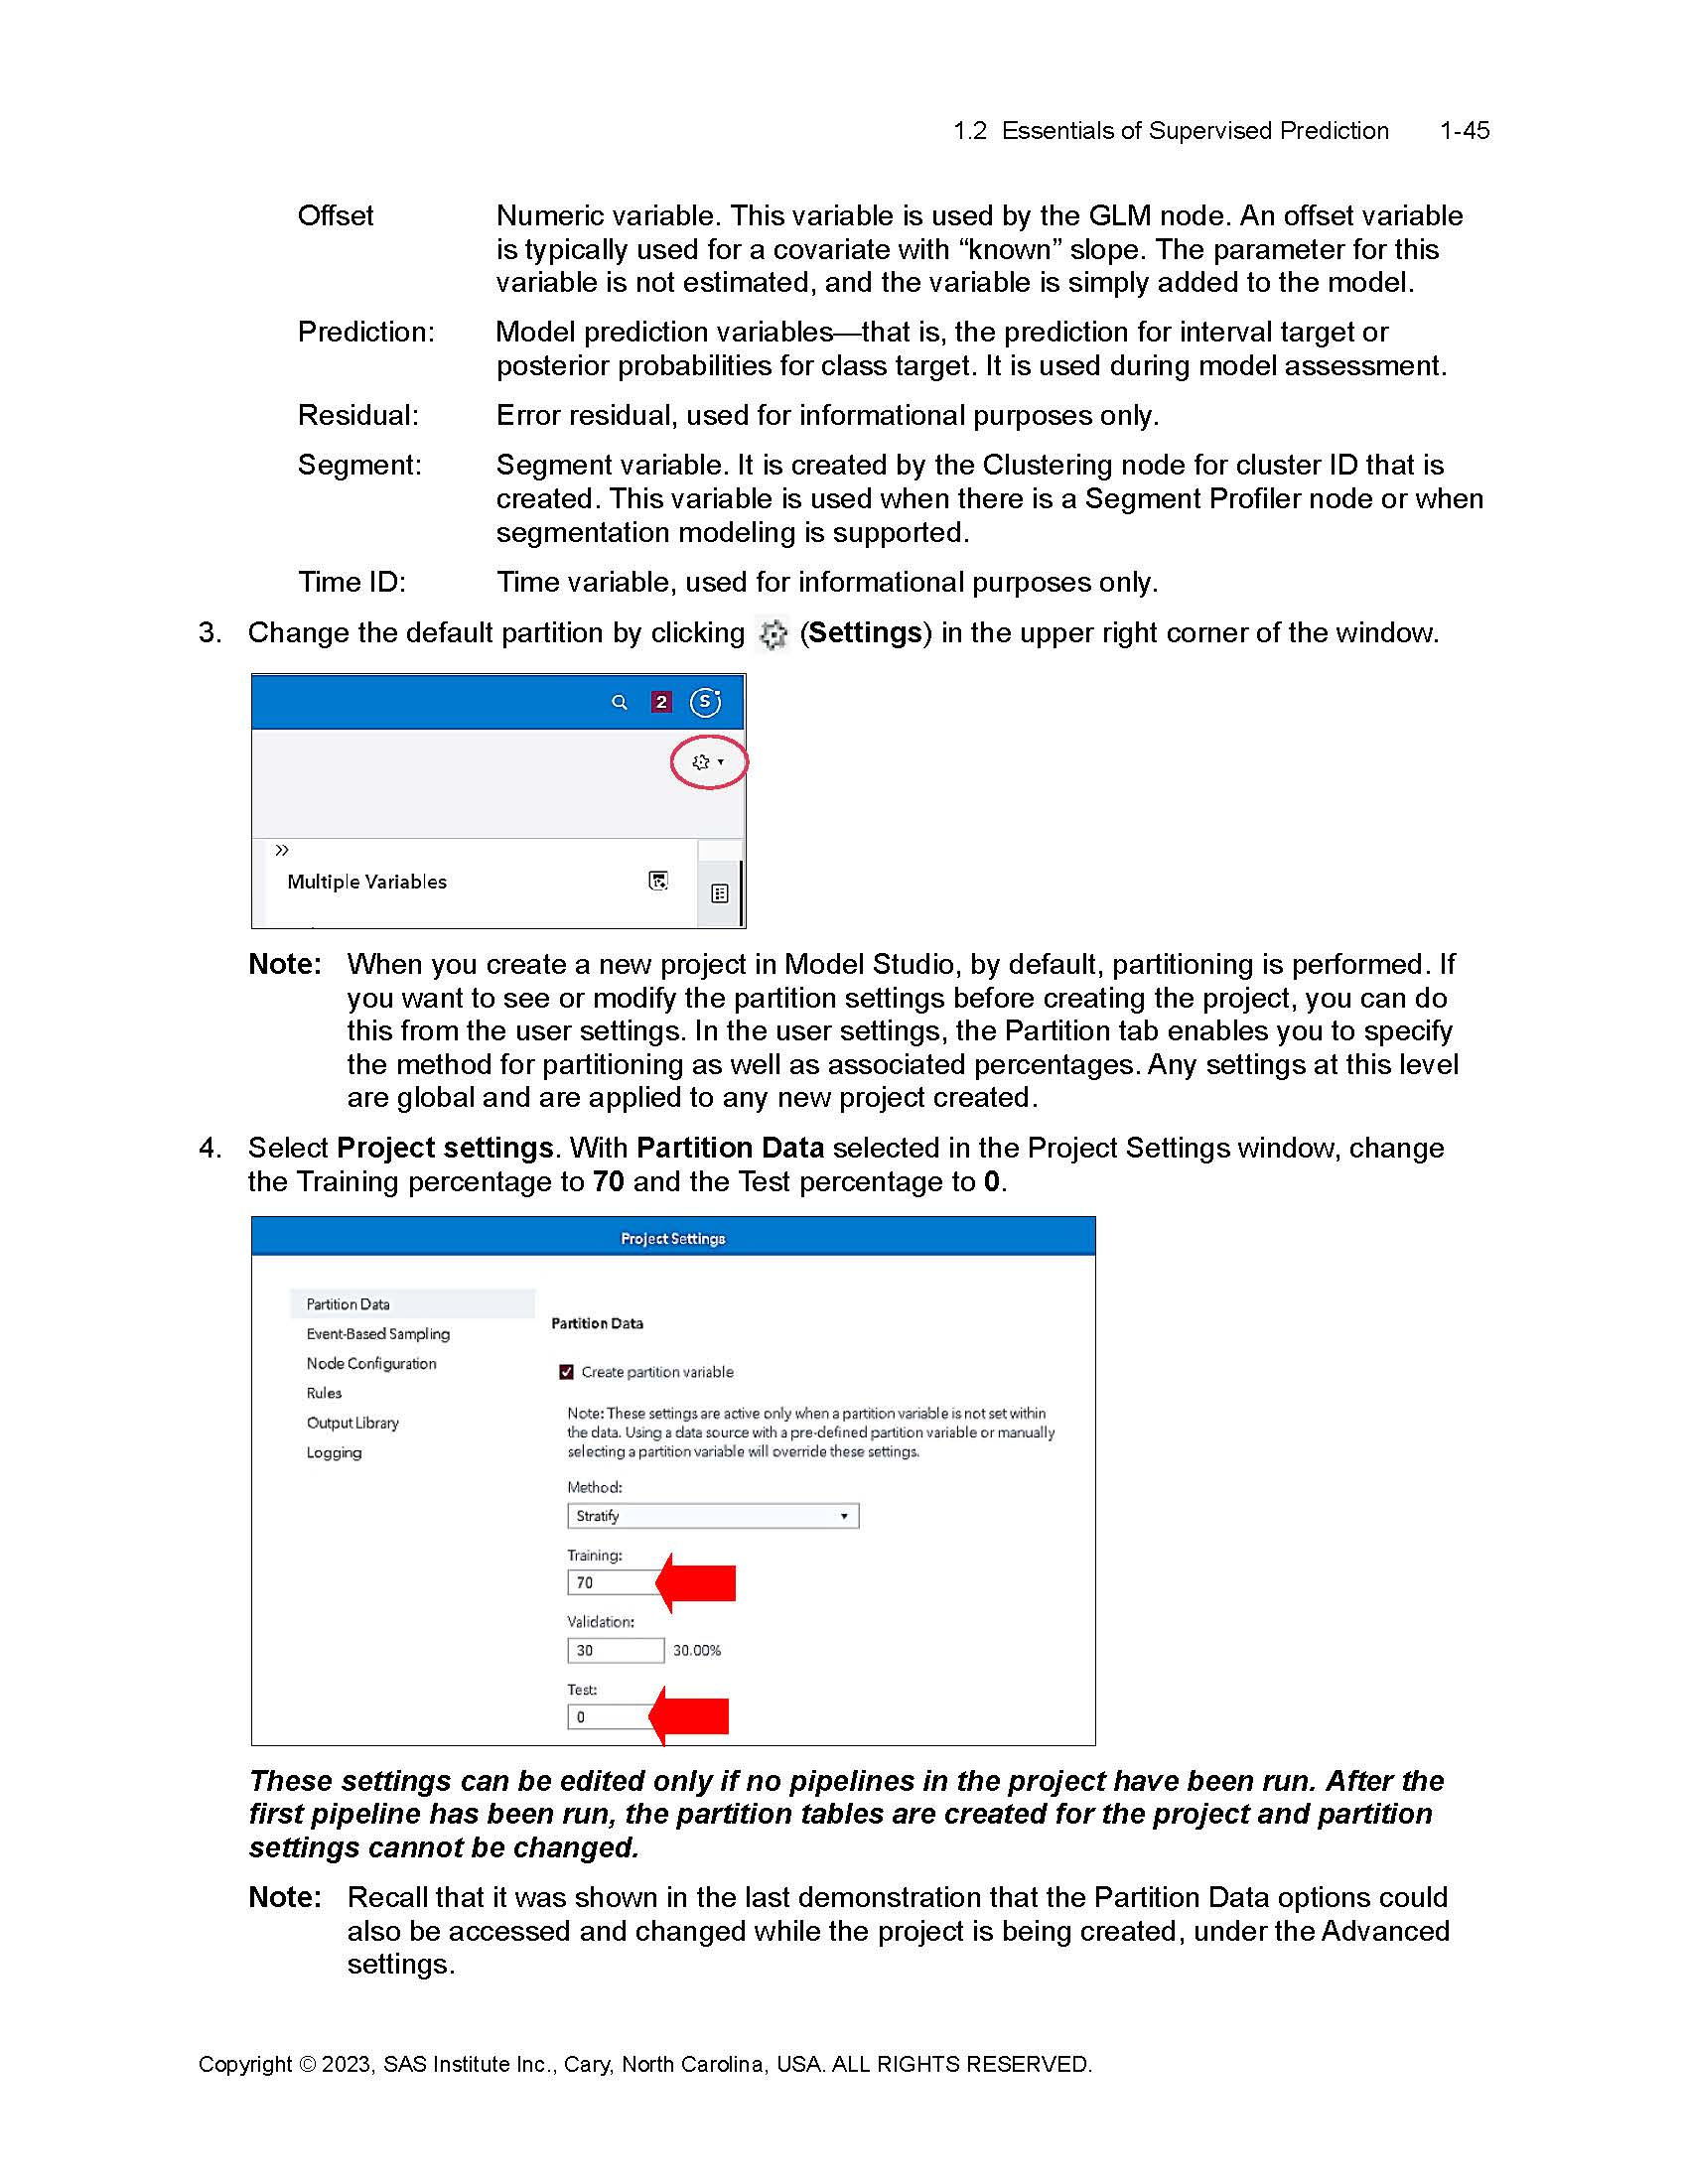 1.2 Essentials of Supervised Prediction 1-45
Offset Numeric variable. This variable is used by the GLM node. An offset variable
is typically used for a covariate with “known” slope. The parameter for this
variable is not estimated, and the variable is simply added to the model.
Prediction: Model prediction variables—that is, the prediction for interval target or
posterior probabilities for class target. It is used during model assessment.
Residual: Error residual, used for informational purposes only.
Segment: Segment variable. It is created by the Clustering node for cluster ID that is
created. This variable is used when there is a Segment Profiler node or when
segmentation modeling is supported.
Time ID: Time variable, used for informational purposes only.
3. Change the default partition by clicking (Settings) in the upper right corner of the window.
2 S
Multiple Variables
Note: When you create a new project in Model Studio, by default, partitioning is performed. If
you want to see or modify the partition settings before creating the project, you can do
this from the user settings. In the user settings, the Partition tab enables you to specify
the method for partitioning as well as associated percentages. Any settings at this level
are global and are applied to any new project created.
4. Select Project settings. With Partition Data selected in the Project Settings window, change
the Training percentage to 70 and the Test percentage to 0.
Project Settings
Partition Data
Event-Based Sampling
Node Configuration
Rules
Output Library
Logging
Partition Data
Create partition variable
Note: These settings are active only when a partition variable is not set within
the data. Using a data source with a pre-defined partition variable or manually
selecting a partition variable will override these settings.
Method:
Stratify
Training:
70
Validation:
30 30.00%
Test:
0
These settings can be edited only if no pipelines in the project have been run. After the
first pipeline has been run, the partition tables are created for the project and partition
settings cannot be changed.
Note: Recall that it was shown in the last demonstration that the Partition Data options could
also be accessed and changed while the project is being created, under the Advanced
settings.
Copyright © 2023, SAS Institute Inc., Cary, North Carolina, USA. ALL RIGHTS RESERVED.